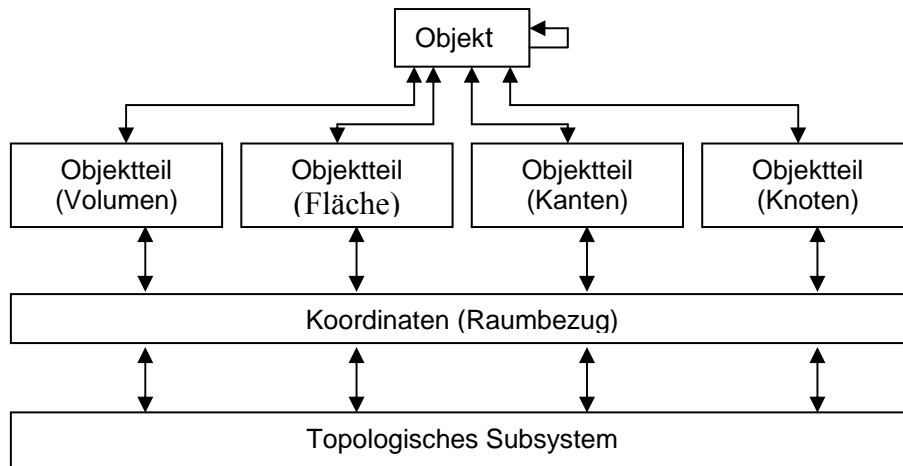 Objekt
Objektteil
(Volumen)
Objektteil
(Fläche)
Objektteil
(Kanten)
Objektteil
(Knoten)
Koordinaten (Raumbezug)
Topologisches Subsystem